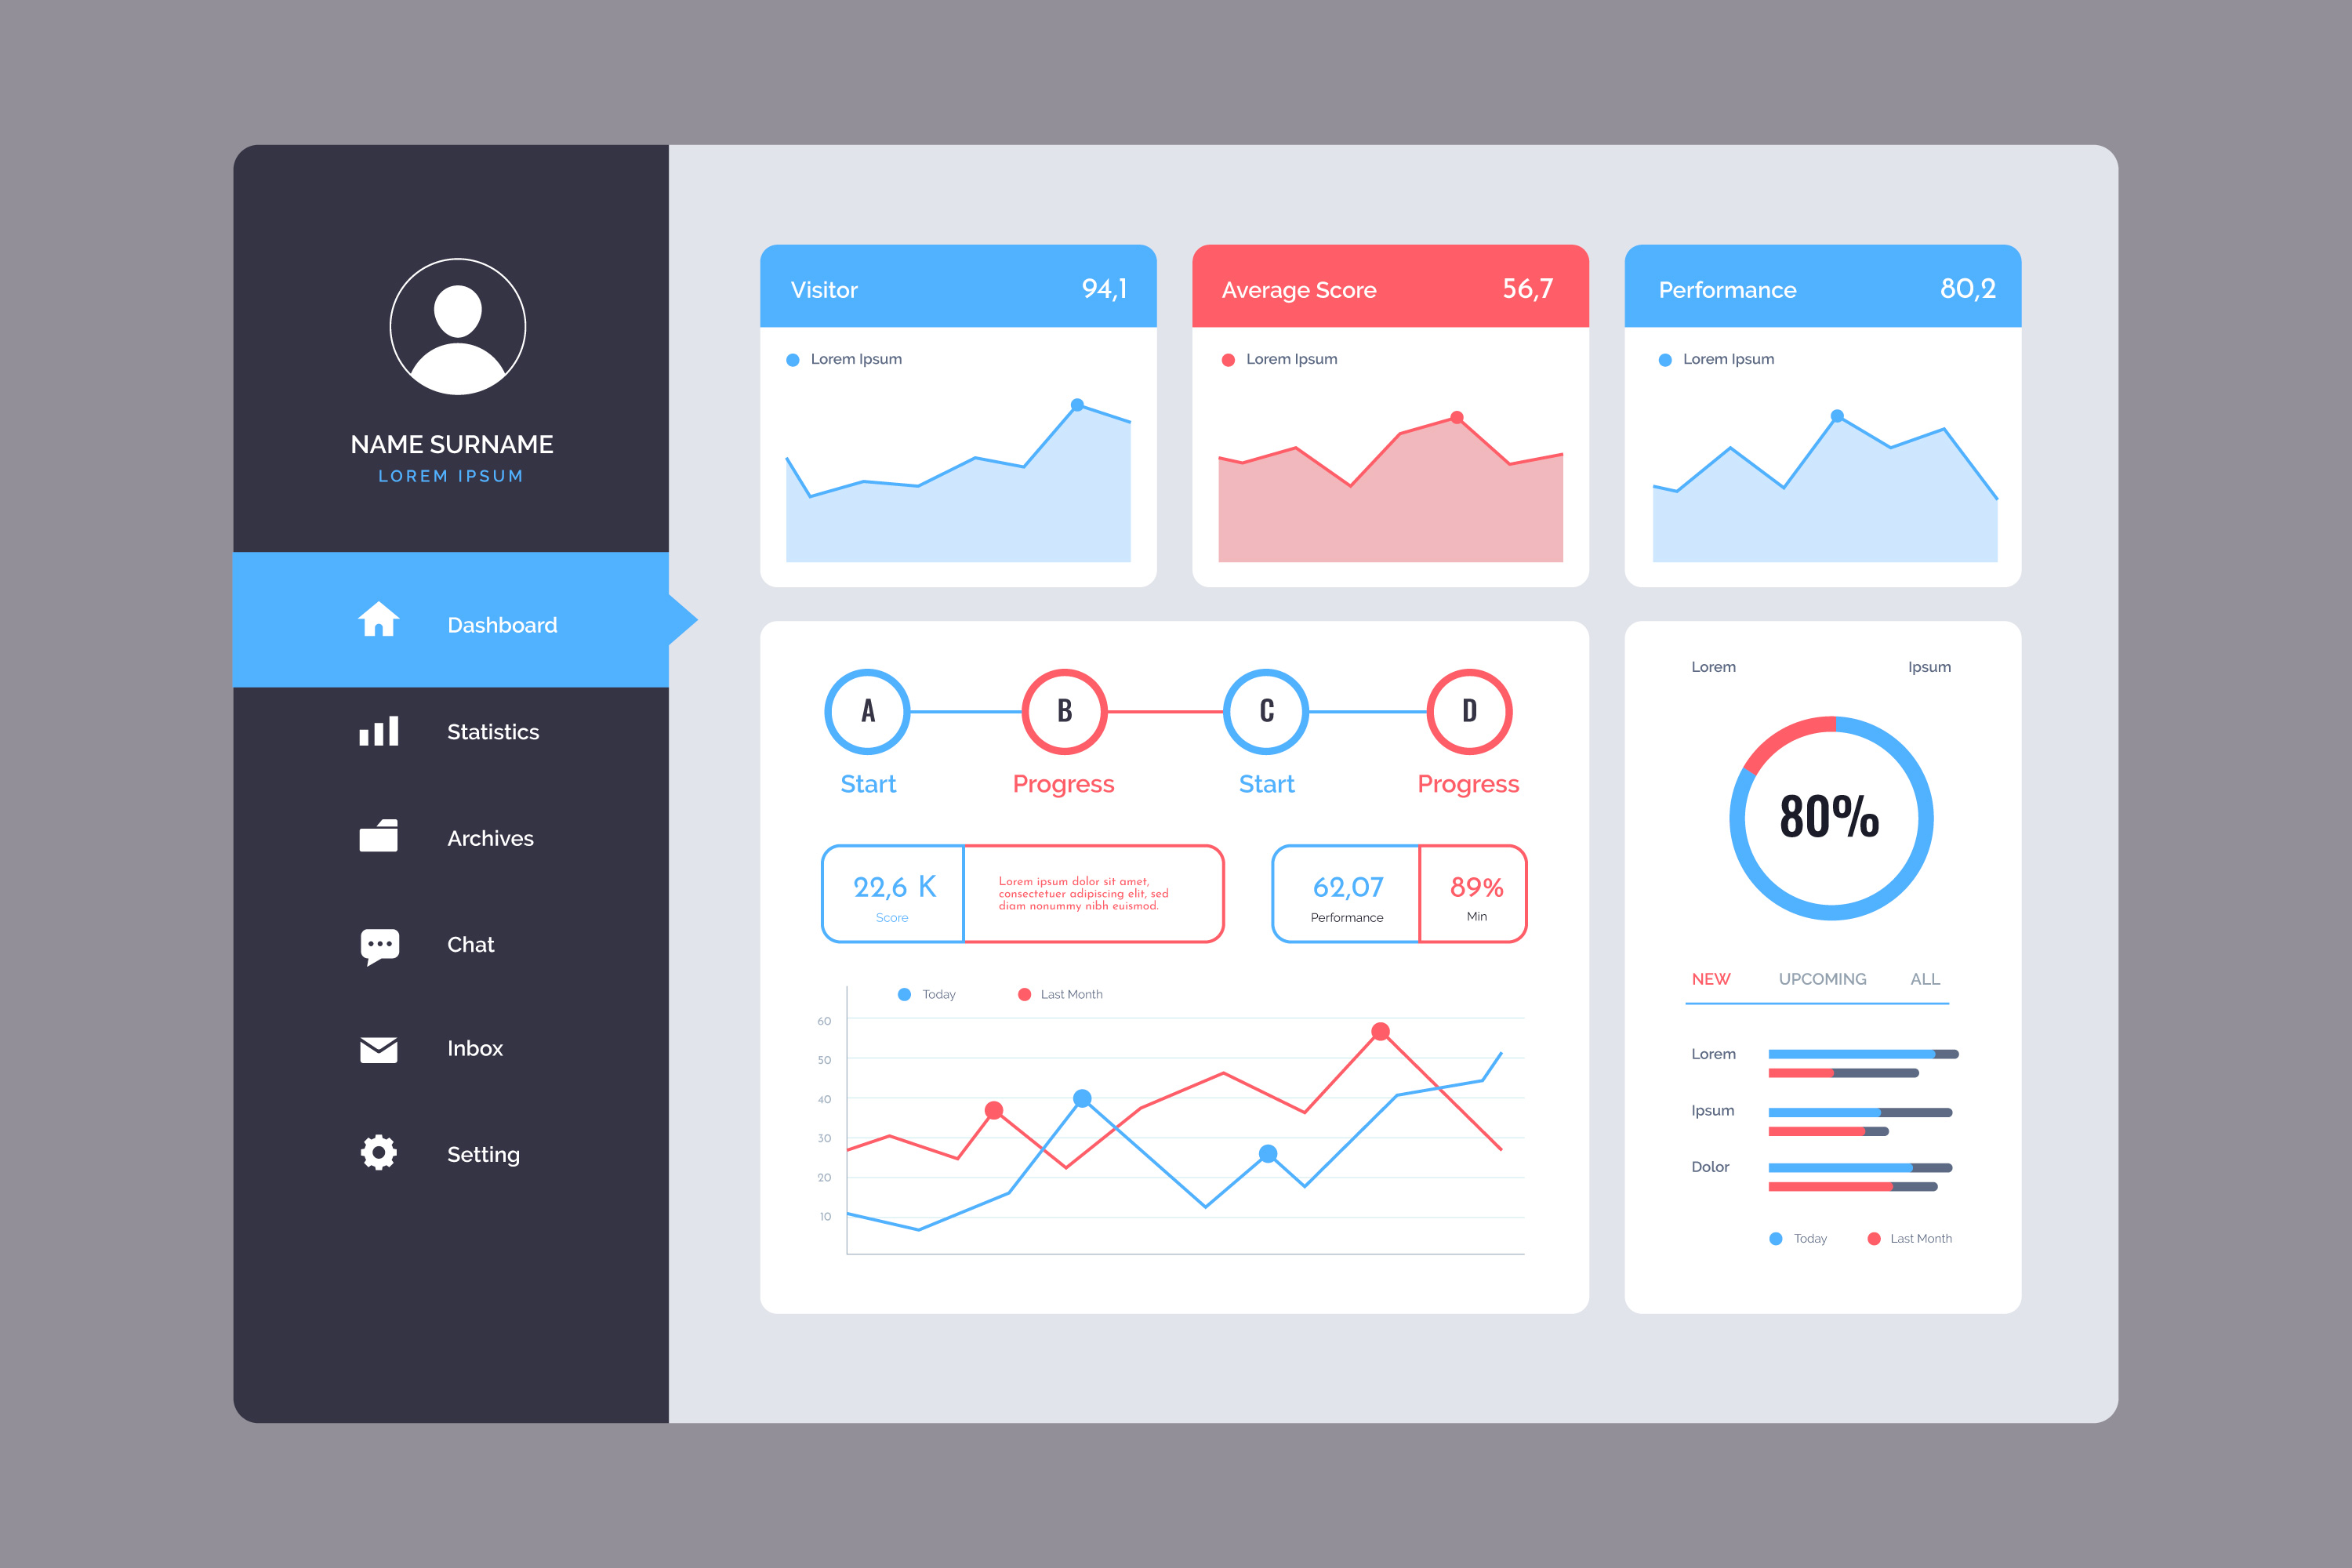 NAME SURNAME
LOREM IPSUM
Dashboard
Statistics
Archives
Chat
Inbox
Setting
Visitor 94,1
Lorem Ipsum
Average Score 56,7
Lorem Ipsum
Performance 80,2
Lorem Ipsum
A B C D
Start Progress Start Progress
22,6 K
Score
Lorem ipsum dolor sit amet,
consectetuer adipiscing elit, sed
diam nonummy nibh euismod.
62,07
Performance
89%
Min
Today Last Month
60
50
40
30
20
10
Lorem Ipsum
80%
NEW UPCOMING ALL
Lorem
Ipsum
Dolor
Today Last Month